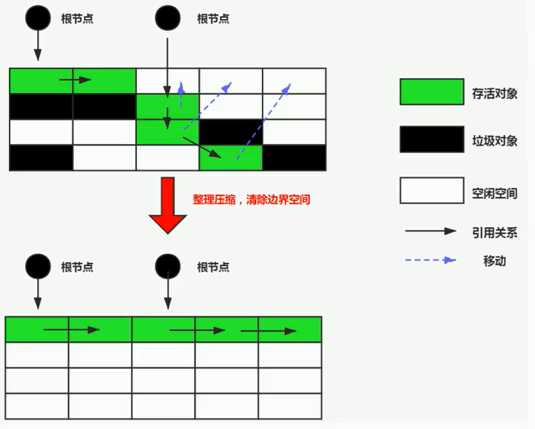 根节点
根节点
存活对象
垃圾对象
空闲空间
整理压缩，清除边界空间
引用关系
移动
根节点
根节点